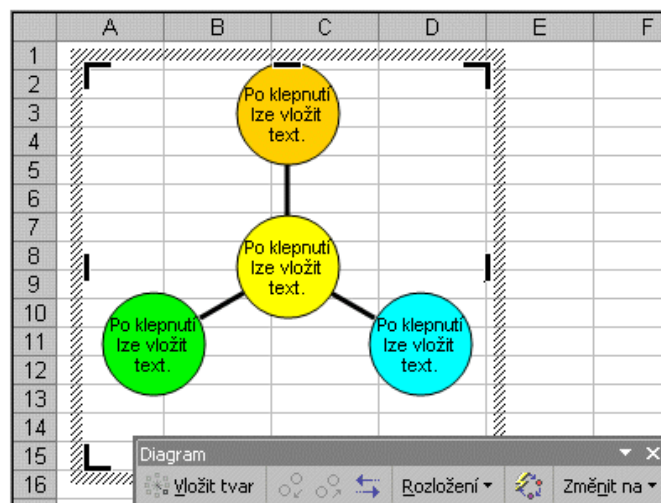 A B C D E F
1
2
3
4
5
6
7
8
9
10
11
12
13
14
15
16
Po klepnutí
lze vložit
text.
Po klepnutí
lze vložit
text.
Po klepnutí
lze vložit
text.
Po klepnutí
lze vložit
text.
Diagram
Vložit tvar Rozložení Změnit na